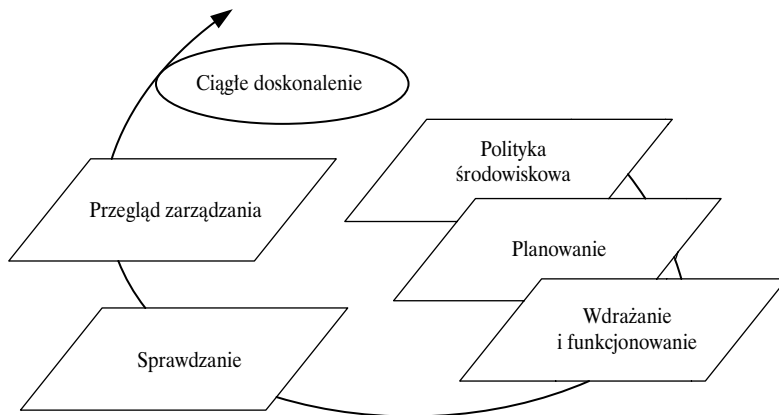 Ciągłe doskonalenie
Polityka
środowiskowa
Przegląd zarządzania
Planowanie
Wdrażanie
i funkcjonowanie
Sprawdzanie